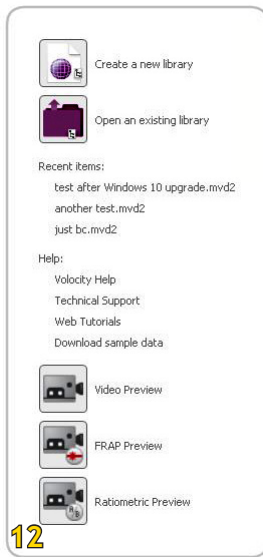 Create a new library
Open an existing library
Recent items:
test after Windows 10 upgrade.mvd2
another test.mvd2
just bc.mvd2
Help:
Volocity Help
Technical Support
Web Tutorials
Download sample data
Video Preview
FRAP Preview
Ratiometric Preview
12